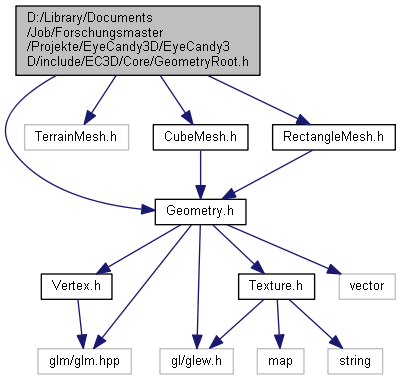 D:/Library/Documents
/Job/Forschungsmaster
/Projekte/EyeCandy3D/EyeCandy3
D/include/EC3D/Core/GeometryRoot.h
TerrainMesh.h
CubeMesh.h
RectangleMesh.h
Geometry.h
Vertex.h
Texture.h
vector
glm/glm.hpp
gl/glew.h
map
string